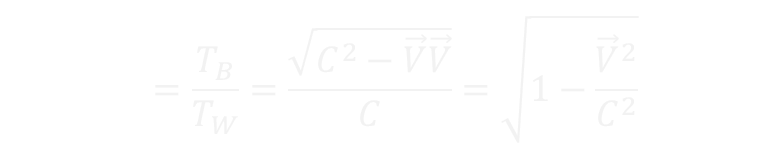 = T_B / T_W = √(C² − V⃗V⃗) / C = √(1 − V⃗² / C²)